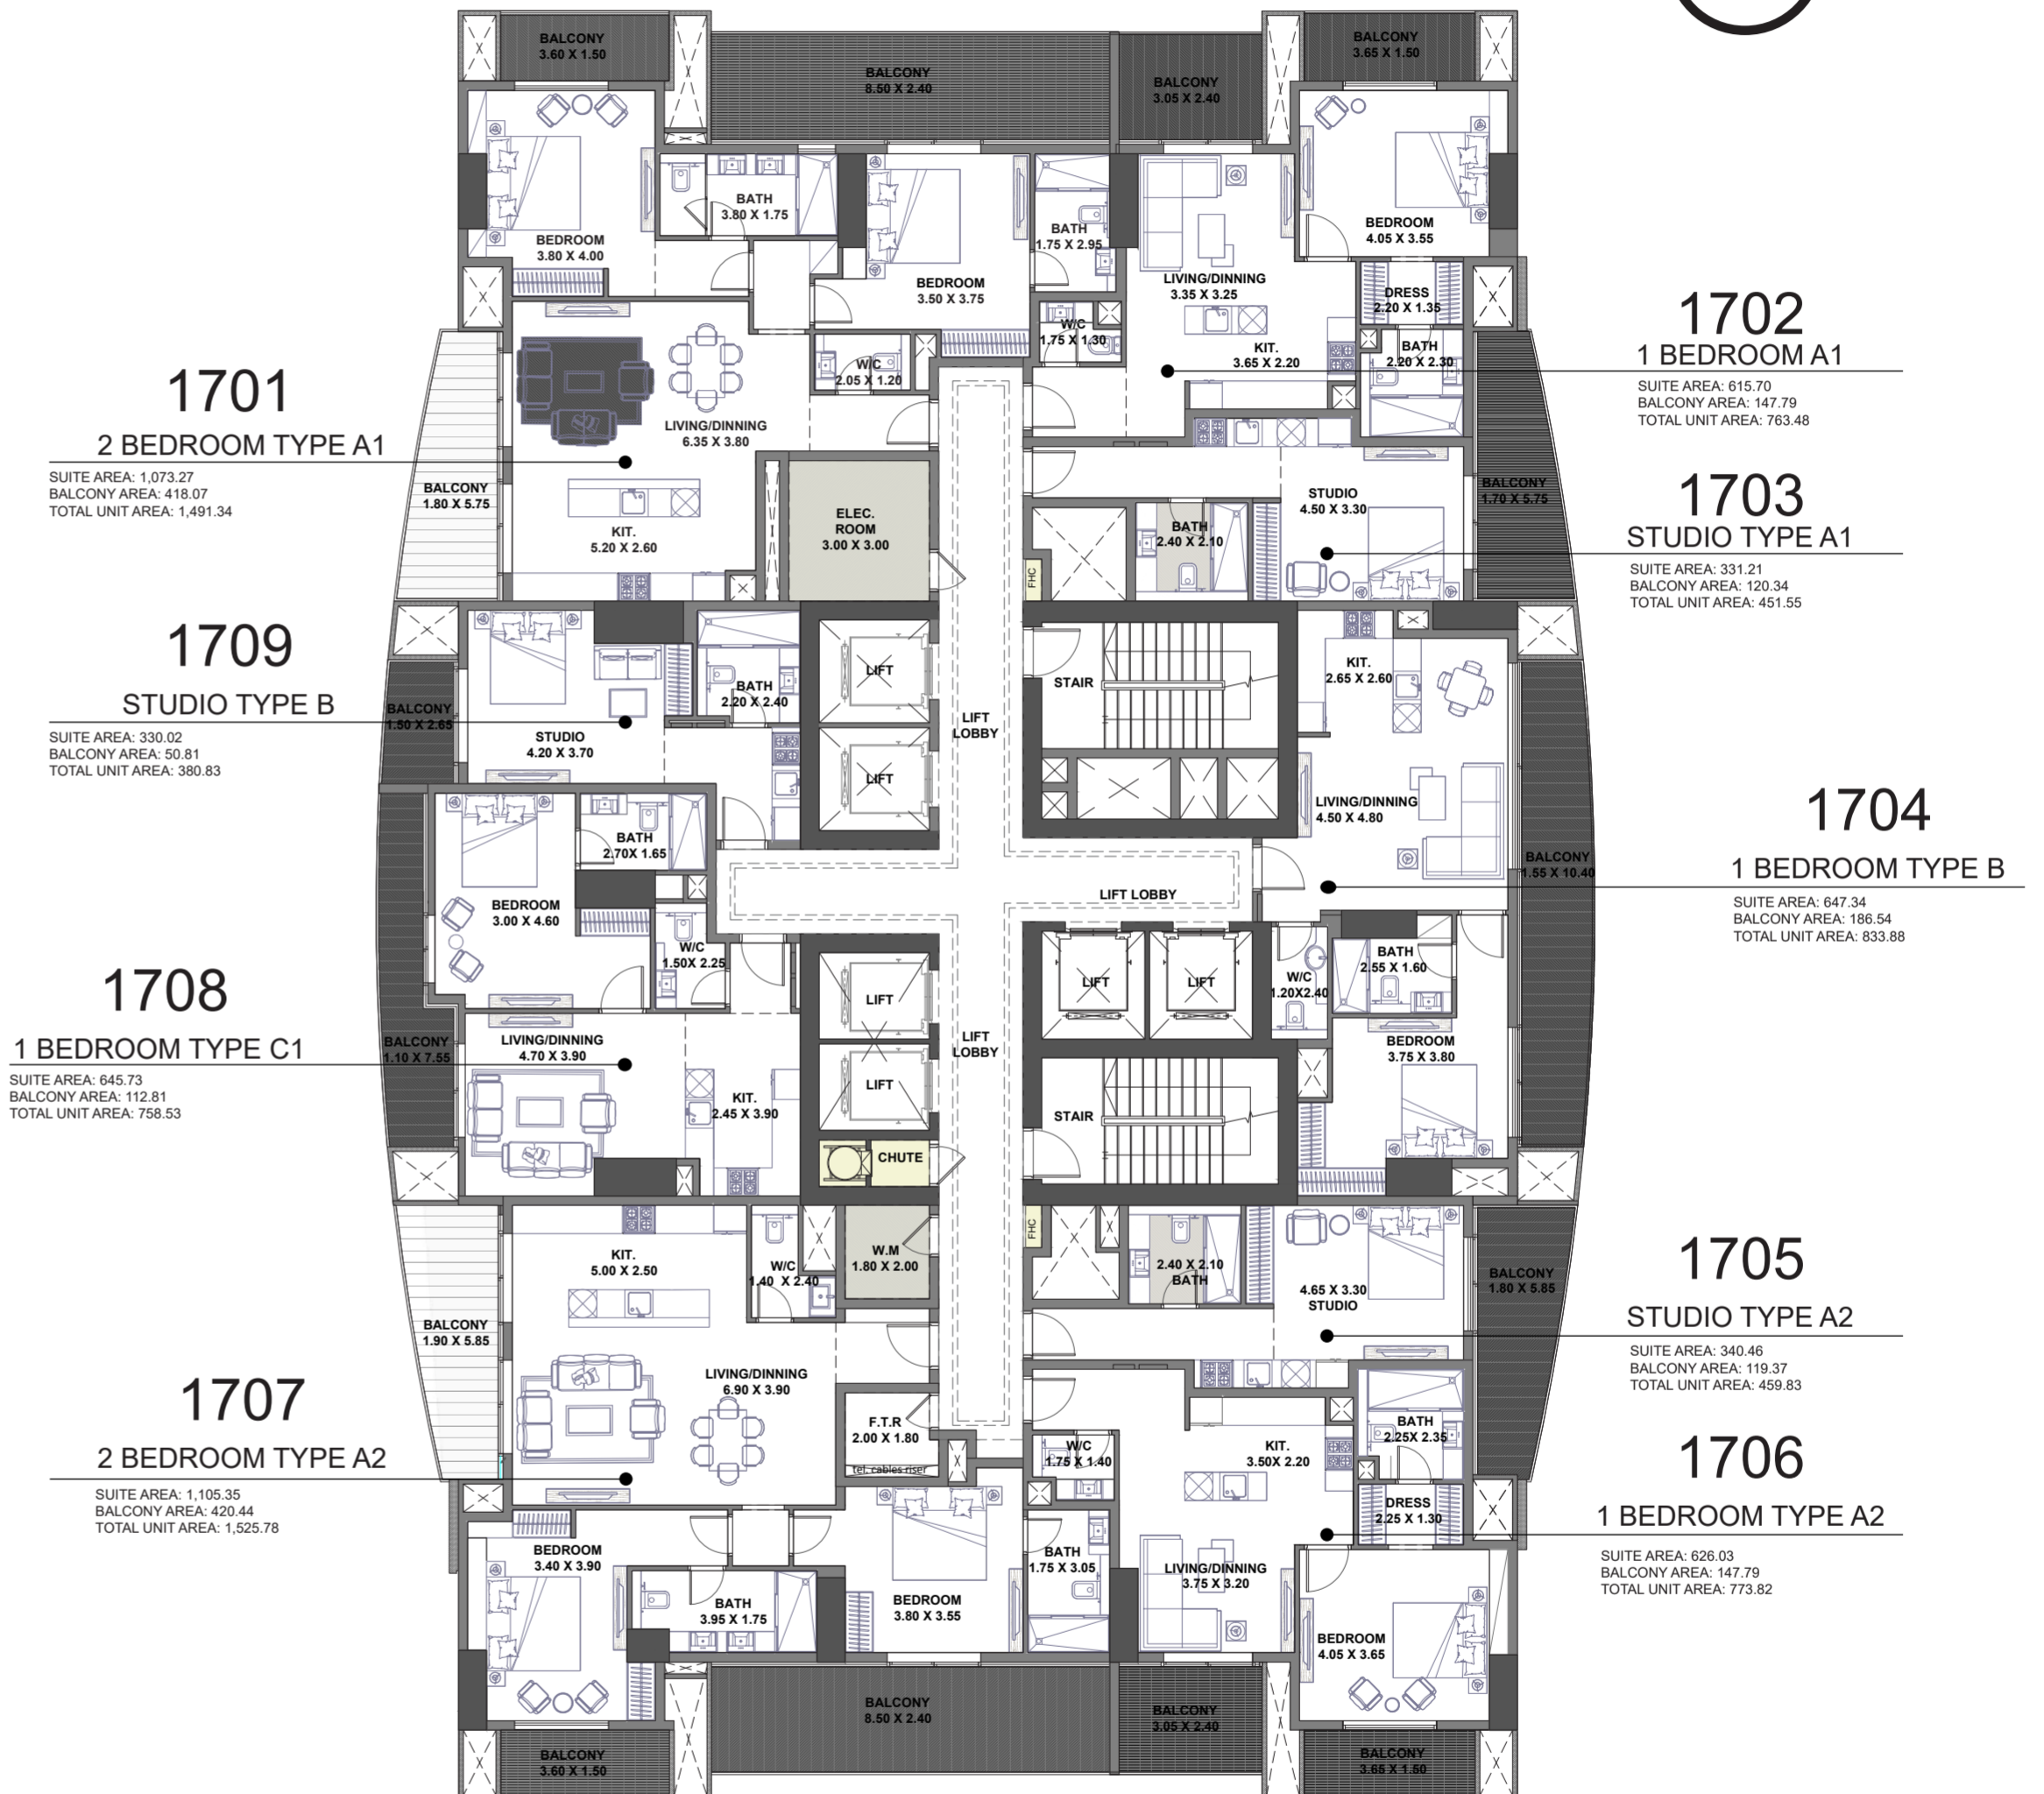 BALCONY
3.60 X 1.50
BALCONY
8.50 X 2.40
BALCONY
3.05 X 2.40
BALCONY
3.65 X 1.50
BEDROOM
3.80 X 4.00
BATH
3.80 X 1.75
BEDROOM
3.50 X 3.75
BATH
1.75 X 2.95
LIVING/DINNING
3.35 X 3.25
BEDROOM
4.05 X 3.55
DRESS
2.20 X 1.35
W/C
1.75 X 1.30
KIT.
3.65 X 2.20
BATH
2.20 X 2.30
W/C
2.05 X 1.20
1701
2 BEDROOM TYPE A1
SUITE AREA: 1,073.27
BALCONY AREA: 418.07
TOTAL UNIT AREA: 1,491.34
LIVING/DINNING
6.35 X 3.80
BALCONY
1.80 X 5.75
KIT.
5.20 X 2.60
ELEC.
ROOM
3.00 X 3.00
1702
1 BEDROOM A1
SUITE AREA: 615.70
BALCONY AREA: 147.79
TOTAL UNIT AREA: 763.48
STUDIO
4.50 X 3.30
BALCONY
1.70 X 5.75
BATH
2.40 X 2.10
FHC
1703
STUDIO TYPE A1
SUITE AREA: 331.21
BALCONY AREA: 120.34
TOTAL UNIT AREA: 451.55
1709
STUDIO TYPE B
SUITE AREA: 330.02
BALCONY AREA: 50.81
TOTAL UNIT AREA: 380.83
BALCONY
1.50 X 2.65
STUDIO
4.20 X 3.70
BATH
2.20 X 2.40
LIFT
LIFT
LIFT
LOBBY
STAIR
KIT.
2.65 X 2.60
LIVING/DINNING
4.50 X 4.80
BALCONY
1.55 X 10.40
1704
1 BEDROOM TYPE B
SUITE AREA: 647.34
BALCONY AREA: 186.54
TOTAL UNIT AREA: 833.88
BATH
2.70X 1.65
BEDROOM
3.00 X 4.60
W/C
1.50X 2.25
LIFT LOBBY
LIFT
LIFT
W/C
1.20X2.40
BATH
2.55 X 1.60
BEDROOM
3.75 X 3.80
1708
1 BEDROOM TYPE C1
SUITE AREA: 645.73
BALCONY AREA: 112.81
TOTAL UNIT AREA: 758.53
BALCONY
1.10 X 7.55
LIVING/DINNING
4.70 X 3.90
KIT.
2.45 X 3.90
LIFT
LIFT
LIFT
LOBBY
STAIR
CHUTE
KIT.
5.00 X 2.50
W/C
1.40 X 2.40
W.M
1.80 X 2.00
FHC
2.40 X 2.10
BATH
4.65 X 3.30
STUDIO
BALCONY
1.80 X 5.85
1705
STUDIO TYPE A2
SUITE AREA: 340.46
BALCONY AREA: 119.37
TOTAL UNIT AREA: 459.83
BALCONY
1.90 X 5.85
LIVING/DINNING
6.90 X 3.90
F.T.R
2.00 X 1.80
tel. cables riser
1707
2 BEDROOM TYPE A2
SUITE AREA: 1,105.35
BALCONY AREA: 420.44
TOTAL UNIT AREA: 1,525.78
W/C
1.75 X 1.40
KIT.
3.50X 2.20
BATH
2.25X 2.35
DRESS
2.25 X 1.30
1706
1 BEDROOM TYPE A2
SUITE AREA: 626.03
BALCONY AREA: 147.79
TOTAL UNIT AREA: 773.82
BEDROOM
3.40 X 3.90
BATH
3.95 X 1.75
BEDROOM
3.80 X 3.55
BATH
1.75 X 3.05
LIVING/DINNING
3.75 X 3.20
BEDROOM
4.05 X 3.65
BALCONY
3.60 X 1.50
BALCONY
8.50 X 2.40
BALCONY
3.05 X 2.40
BALCONY
3.65 X 1.50